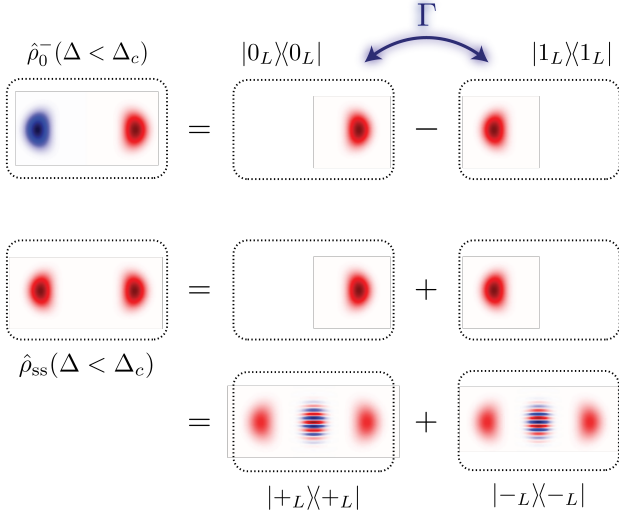 Γ
ρ̂₀⁻(Δ < Δ_c) |0_L⟩⟨0_L| |1_L⟩⟨1_L|
= −
= +
ρ̂_ss(Δ < Δ_c)
= +
|+_L⟩⟨+_L| |−_L⟩⟨−_L|